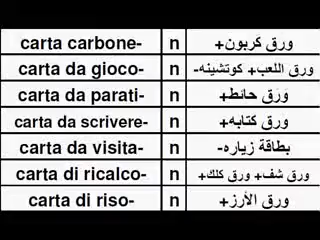 carta carbone- n ورق كربون+
carta da gioco- n ورق اللعب+ كوتشينه-
carta da parati- n ورق حائط+
carta da scrivere- n ورق كتابه+
carta da visita- n بطاقة زياره-
carta di ricalco- n ورق شف+ ورق كلك+
carta di riso- n ورق الأرز+